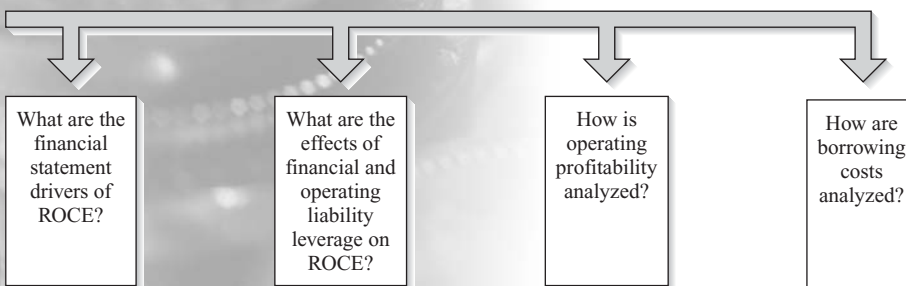 What are the
financial
statement
drivers of
ROCE?
What are the
effects of
financial and
operating
liability
leverage on
ROCE?
How is
operating
profitability
analyzed?
How are
borrowing
costs
analyzed?